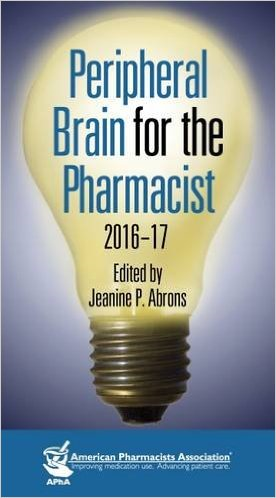 Peripheral
Brain for the
Pharmacist
2016–17
Edited by
Jeanine P. Abrons
American Pharmacists Association®
Improving medication use. Advancing patient care.
APhA